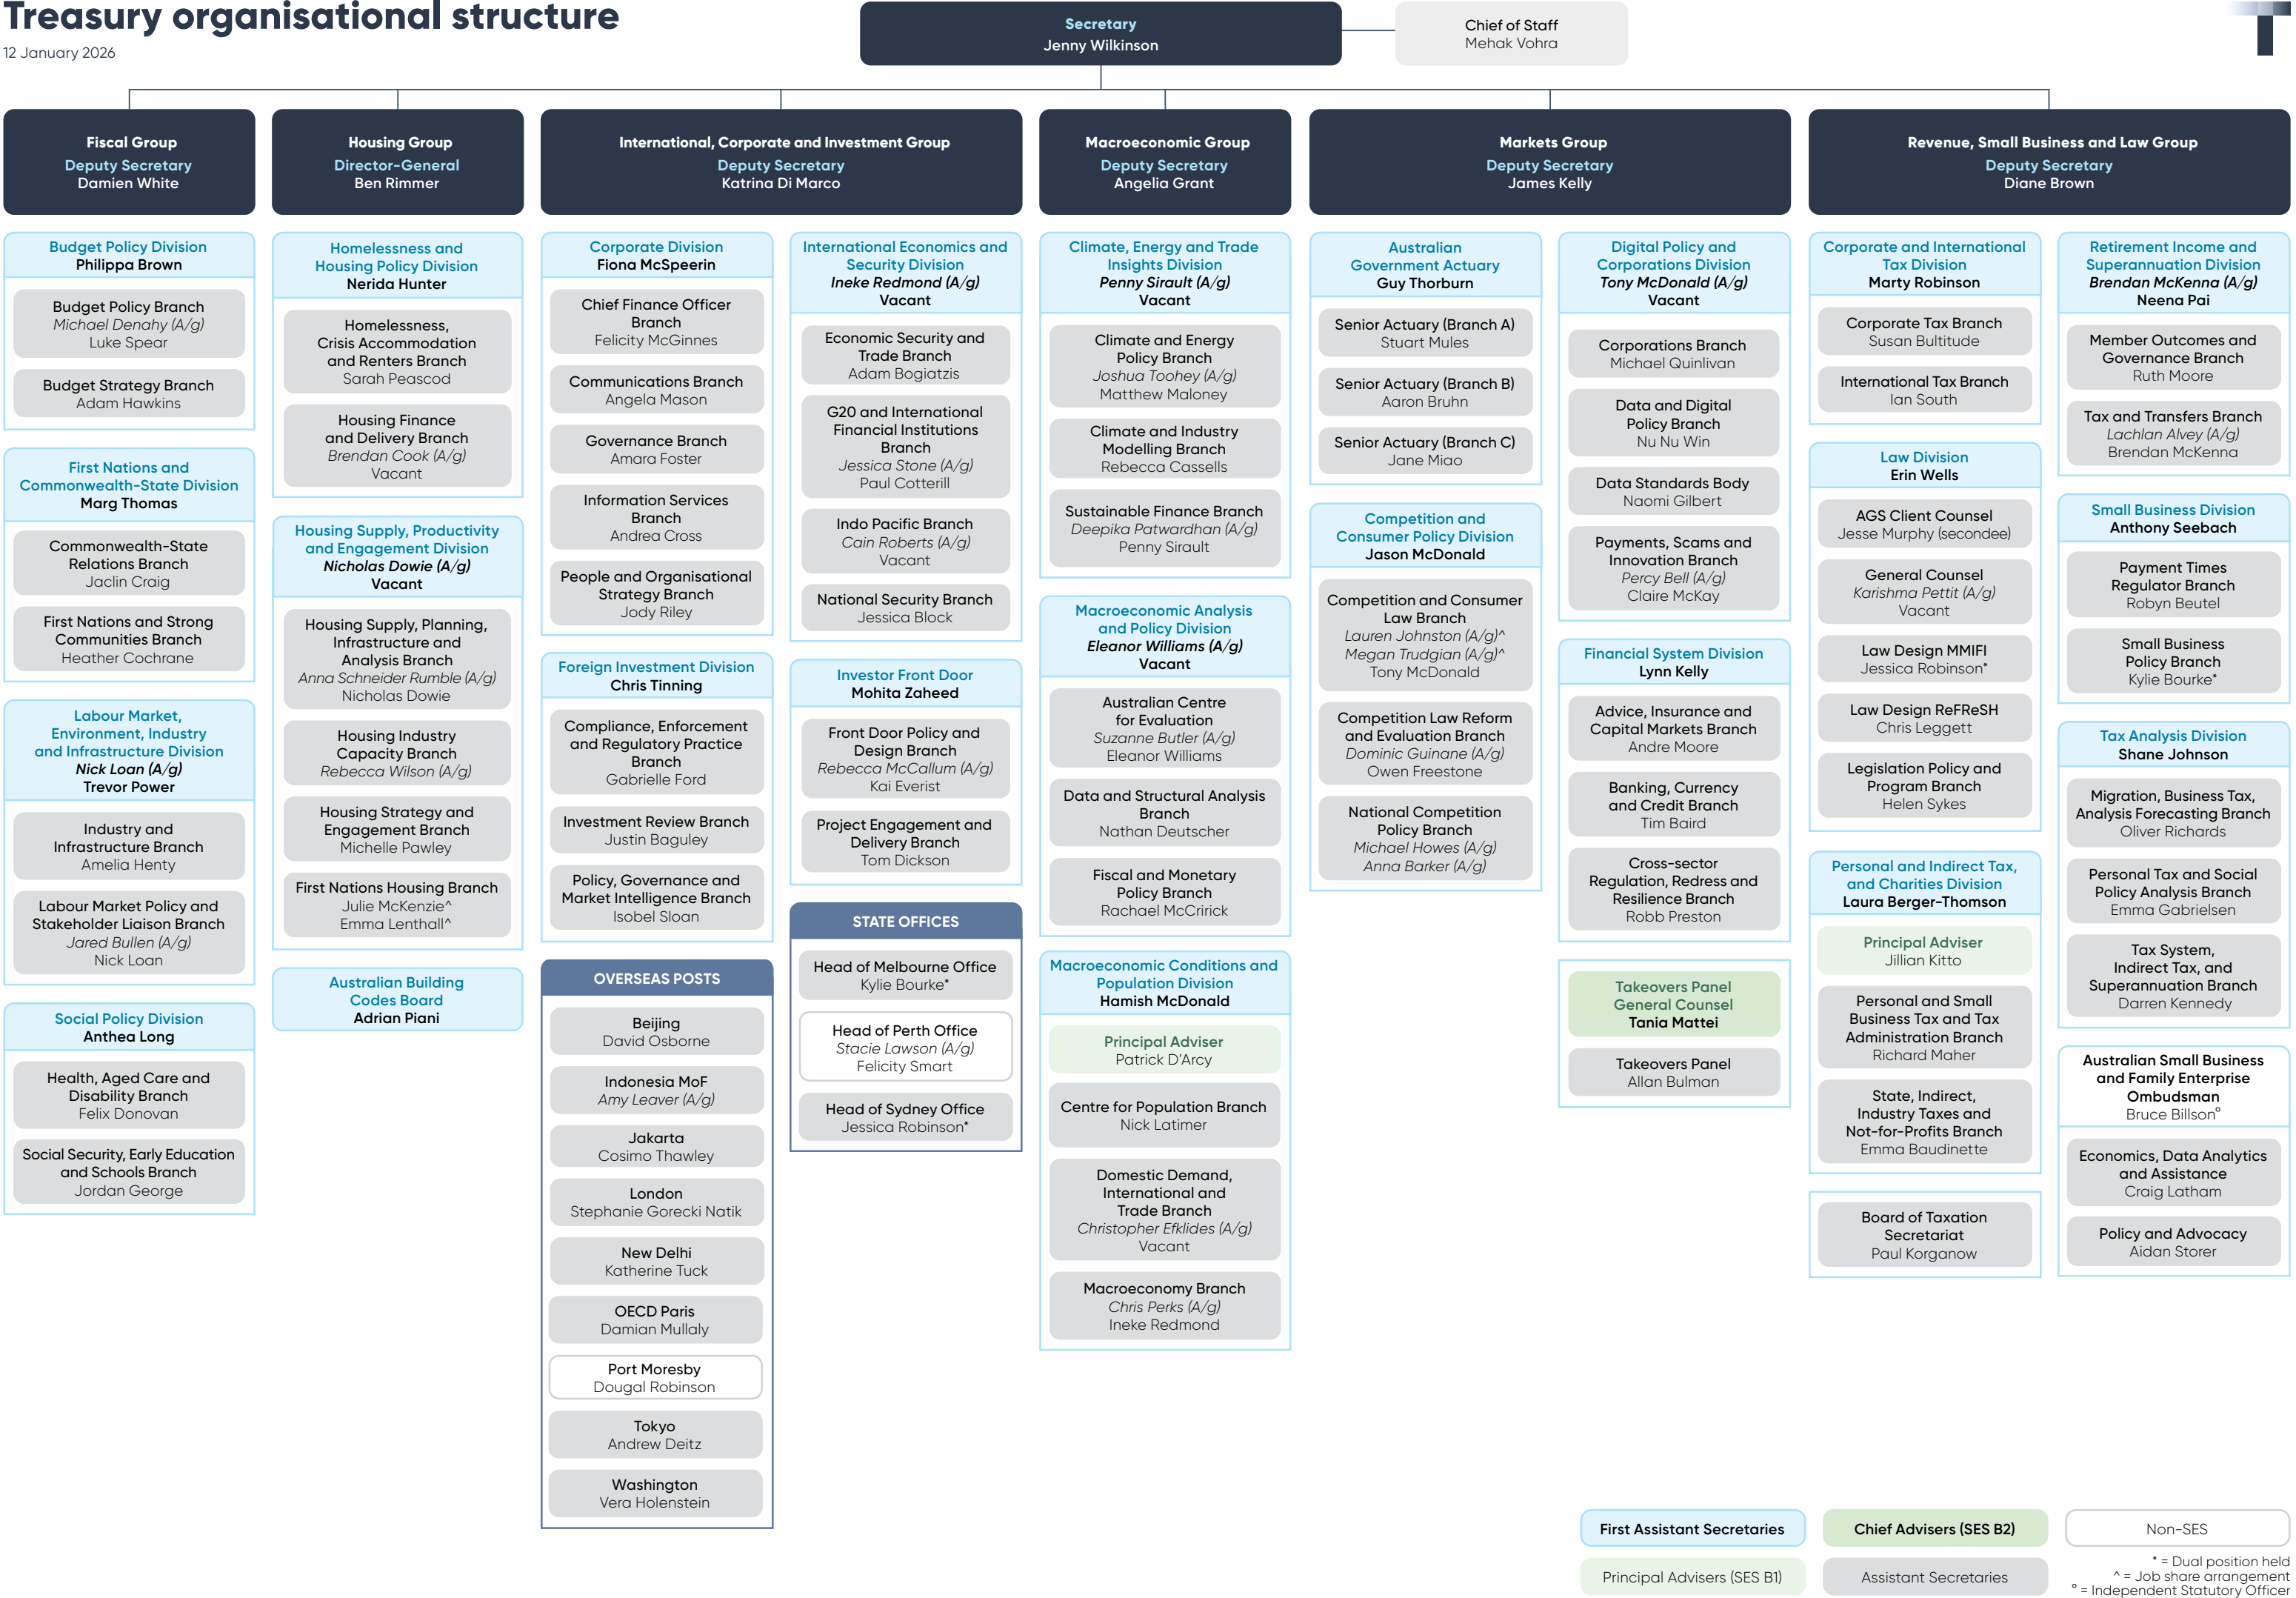 Treasury organisational structure
12 January 2026
Secretary
Jenny Wilkinson
Chief of Staff
Mehak Vohra
Fiscal Group
Deputy Secretary
Damien White
Budget Policy Division
Philippa Brown
Budget Policy Branch
Michael Denahy (A/g)
Luke Spear
Budget Strategy Branch
Adam Hawkins
First Nations and
Commonwealth-State Division
Marg Thomas
Commonwealth-State
Relations Branch
Jaclin Craig
First Nations and Strong
Communities Branch
Heather Cochrane
Labour Market,
Environment, Industry
and Infrastructure Division
Nick Loan (A/g)
Trevor Power
Industry and
Infrastructure Branch
Amelia Henty
Labour Market Policy and
Stakeholder Liaison Branch
Jared Bullen (A/g)
Nick Loan
Social Policy Division
Anthea Long
Health, Aged Care and
Disability Branch
Felix Donovan
Social Security, Early Education
and Schools Branch
Jordan George
Housing Group
Director-General
Ben Rimmer
Homelessness and
Housing Policy Division
Nerida Hunter
Homelessness,
Crisis Accommodation
and Renters Branch
Sarah Peascod
Housing Finance
and Delivery Branch
Brendan Cook (A/g)
Vacant
Housing Supply, Productivity
and Engagement Division
Nicholas Dowie (A/g)
Vacant
Housing Supply, Planning,
Infrastructure and
Analysis Branch
Anna Schneider Rumble (A/g)
Nicholas Dowie
Housing Industry
Capacity Branch
Rebecca Wilson (A/g)
Housing Strategy and
Engagement Branch
Michelle Pawley
First Nations Housing Branch
Julie McKenzie^
Emma Lenthall^
Australian Building
Codes Board
Adrian Piani
International, Corporate and Investment Group
Deputy Secretary
Katrina Di Marco
Corporate Division
Fiona McSpeerin
Chief Finance Officer
Branch
Felicity McGinnes
Communications Branch
Angela Mason
Governance Branch
Amara Foster
Information Services
Branch
Andrea Cross
People and Organisational
Strategy Branch
Jody Riley
Foreign Investment Division
Chris Tinning
Compliance, Enforcement
and Regulatory Practice
Branch
Gabrielle Ford
Investment Review Branch
Justin Baguley
Policy, Governance and
Market Intelligence Branch
Isobel Sloan
OVERSEAS POSTS
Beijing
David Osborne
Indonesia MoF
Amy Leaver (A/g)
Jakarta
Cosimo Thawley
London
Stephanie Gorecki Natik
New Delhi
Katherine Tuck
OECD Paris
Damian Mullaly
Port Moresby
Dougal Robinson
Tokyo
Andrew Deitz
Washington
Vera Holenstein
International Economics and
Security Division
Ineke Redmond (A/g)
Vacant
Economic Security and
Trade Branch
Adam Bogiatzis
G20 and International
Financial Institutions
Branch
Jessica Stone (A/g)
Paul Cotterill
Indo Pacific Branch
Cain Roberts (A/g)
Vacant
National Security Branch
Jessica Block
Investor Front Door
Mohita Zaheed
Front Door Policy and
Design Branch
Rebecca McCallum (A/g)
Kai Everist
Project Engagement and
Delivery Branch
Tom Dickson
STATE OFFICES
Head of Melbourne Office
Kylie Bourke*
Head of Perth Office
Stacie Lawson (A/g)
Felicity Smart
Head of Sydney Office
Jessica Robinson*
Macroeconomic Group
Deputy Secretary
Angelia Grant
Climate, Energy and Trade
Insights Division
Penny Sirault (A/g)
Vacant
Climate and Energy
Policy Branch
Joshua Toohey (A/g)
Matthew Maloney
Climate and Industry
Modelling Branch
Rebecca Cassells
Sustainable Finance Branch
Deepika Patwardhan (A/g)
Penny Sirault
Macroeconomic Analysis
and Policy Division
Eleanor Williams (A/g)
Vacant
Australian Centre
for Evaluation
Suzanne Butler (A/g)
Eleanor Williams
Data and Structural Analysis
Branch
Nathan Deutscher
Fiscal and Monetary
Policy Branch
Rachael McCririck
Macroeconomic Conditions and
Population Division
Hamish McDonald
Principal Adviser
Patrick D'Arcy
Centre for Population Branch
Nick Latimer
Domestic Demand,
International and
Trade Branch
Christopher Efklides (A/g)
Vacant
Macroeconomy Branch
Chris Perks (A/g)
Ineke Redmond
Markets Group
Deputy Secretary
James Kelly
Australian
Government Actuary
Guy Thorburn
Senior Actuary (Branch A)
Stuart Mules
Senior Actuary (Branch B)
Aaron Bruhn
Senior Actuary (Branch C)
Jane Miao
Competition and
Consumer Policy Division
Jason McDonald
Competition and Consumer
Law Branch
Lauren Johnston (A/g)^
Megan Trudgian (A/g)^
Tony McDonald
Competition Law Reform
and Evaluation Branch
Dominic Guinane (A/g)
Owen Freestone
National Competition
Policy Branch
Michael Howes (A/g)
Anna Barker (A/g)
Digital Policy and
Corporations Division
Tony McDonald (A/g)
Vacant
Corporations Branch
Michael Quinlivan
Data and Digital
Policy Branch
Nu Nu Win
Data Standards Body
Naomi Gilbert
Payments, Scams and
Innovation Branch
Percy Bell (A/g)
Claire McKay
Financial System Division
Lynn Kelly
Advice, Insurance and
Capital Markets Branch
Andre Moore
Banking, Currency
and Credit Branch
Tim Baird
Cross-sector
Regulation, Redress and
Resilience Branch
Robb Preston
Takeovers Panel
General Counsel
Tania Mattei
Takeovers Panel
Allan Bulman
Revenue, Small Business and Law Group
Deputy Secretary
Diane Brown
Corporate and International
Tax Division
Marty Robinson
Corporate Tax Branch
Susan Bultitude
International Tax Branch
Ian South
Law Division
Erin Wells
AGS Client Counsel
Jesse Murphy (secondee)
General Counsel
Karishma Pettit (A/g)
Vacant
Law Design MMIFI
Jessica Robinson*
Law Design ReFReSH
Chris Leggett
Legislation Policy and
Program Branch
Helen Sykes
Personal and Indirect Tax,
and Charities Division
Laura Berger-Thomson
Principal Adviser
Jillian Kitto
Personal and Small
Business Tax and Tax
Administration Branch
Richard Maher
State, Indirect,
Industry Taxes and
Not-for-Profits Branch
Emma Baudinette
Board of Taxation
Secretariat
Paul Korganow
Retirement Income and
Superannuation Division
Brendan McKenna (A/g)
Neena Pai
Member Outcomes and
Governance Branch
Ruth Moore
Tax and Transfers Branch
Lachlan Alvey (A/g)
Brendan McKenna
Small Business Division
Anthony Seebach
Payment Times
Regulator Branch
Robyn Beutel
Small Business
Policy Branch
Kylie Bourke*
Tax Analysis Division
Shane Johnson
Migration, Business Tax,
Analysis Forecasting Branch
Oliver Richards
Personal Tax and Social
Policy Analysis Branch
Emma Gabrielsen
Tax System,
Indirect Tax, and
Superannuation Branch
Darren Kennedy
Australian Small Business
and Family Enterprise
Ombudsman
Bruce Billson°
Economics, Data Analytics
and Assistance
Craig Latham
Policy and Advocacy
Aidan Storer
First Assistant Secretaries
Chief Advisers (SES B2)
Non-SES
Principal Advisers (SES B1)
Assistant Secretaries
* = Dual position held
^ = Job share arrangement
° = Independent Statutory Officer